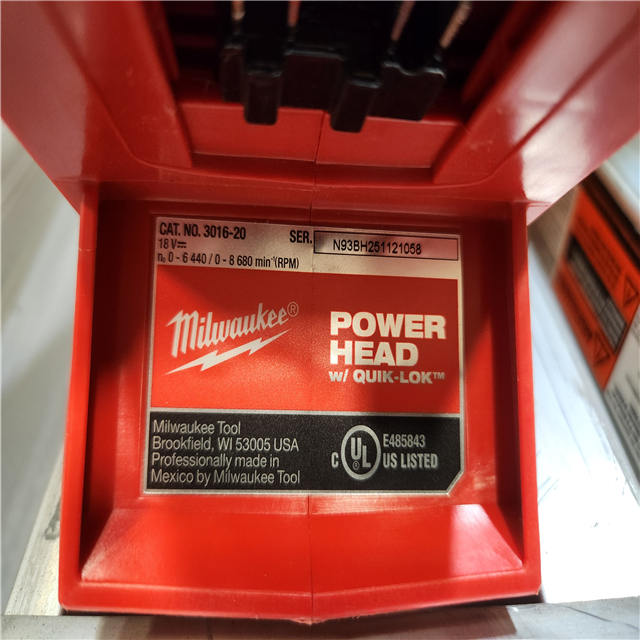 CAT. NO. 3016-20
18 V⎓
SER. N93BH251121058
n₀ 0 - 6 440 / 0 - 8 680 min⁻¹(RPM)
Milwaukee®
POWER
HEAD
w/ QUIK-LOK™
Milwaukee Tool
Brookfield, WI 53005 USA
Professionally made in
Mexico by Milwaukee Tool
C UL ® E485843
US LISTED